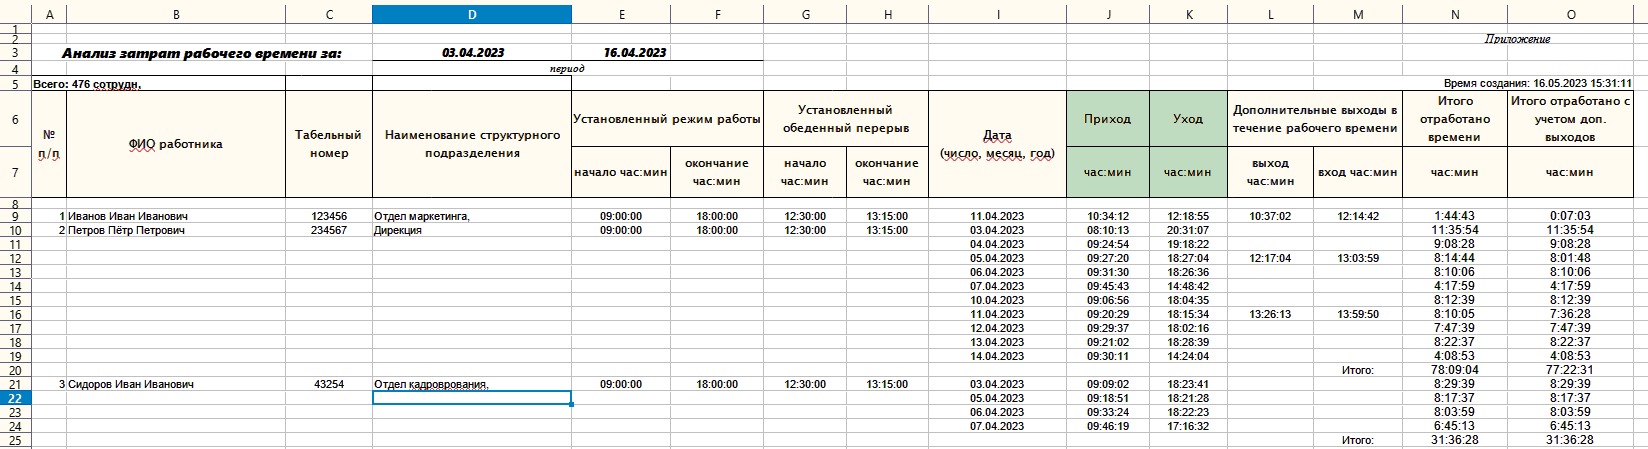 A B C D E F G H I J K L M N O
1
2 Приложение
3 Анализ затрат рабочего времени за: 03.04.2023 16.04.2023
4 период
5 Всего: 476 сотрудн, Время создания: 16.05.2023 15:31:11
6 № п/п ФИО работника Табельный номер Наименование структурного подразделения Установленный режим работы Установленный обеденный перерыв Дата (число, месяц, год) Приход Уход Дополнительные выходы в течение рабочего времени Итого отработано времени Итого отработано с учетом доп. выходов
7 начало час:мин окончание час:мин начало час:мин окончание час:мин час:мин час:мин выход час:мин вход час:мин час:мин час:мин
8
9 1 Иванов Иван Иванович 123456 Отдел маркетинга, 09:00:00 18:00:00 12:30:00 13:15:00 11.04.2023 10:34:12 12:18:55 10:37:02 12:14:42 1:44:43 0:07:03
10 2 Петров Пётр Петрович 234567 Дирекция 09:00:00 18:00:00 12:30:00 13:15:00 03.04.2023 08:10:13 20:31:07 11:35:54 11:35:54
11 04.04.2023 09:24:54 19:18:22 9:08:28 9:08:28
12 05.04.2023 09:27:20 18:27:04 12:17:04 13:03:59 8:14:44 8:01:48
13 06.04.2023 09:31:30 18:26:36 8:10:06 8:10:06
14 07.04.2023 09:45:43 14:48:42 4:17:59 4:17:59
15 10.04.2023 09:06:56 18:04:35 8:12:39 8:12:39
16 11.04.2023 09:20:29 18:15:34 13:26:13 13:59:50 8:10:05 7:36:28
17 12.04.2023 09:29:37 18:02:16 7:47:39 7:47:39
18 13.04.2023 09:21:02 18:28:39 8:22:37 8:22:37
19 14.04.2023 09:30:11 14:24:04 4:08:53 4:08:53
20 Итого: 78:09:04 77:22:31
21 3 Сидоров Иван Иванович 43254 Отдел кадроврования, 09:00:00 18:00:00 12:30:00 13:15:00 03.04.2023 09:09:02 18:23:41 8:29:39 8:29:39
22 05.04.2023 09:18:51 18:21:28 8:17:37 8:17:37
23 06.04.2023 09:33:24 18:22:23 8:03:59 8:03:59
24 07.04.2023 09:46:19 17:16:32 6:45:13 6:45:13
25 Итого: 31:36:28 31:36:28